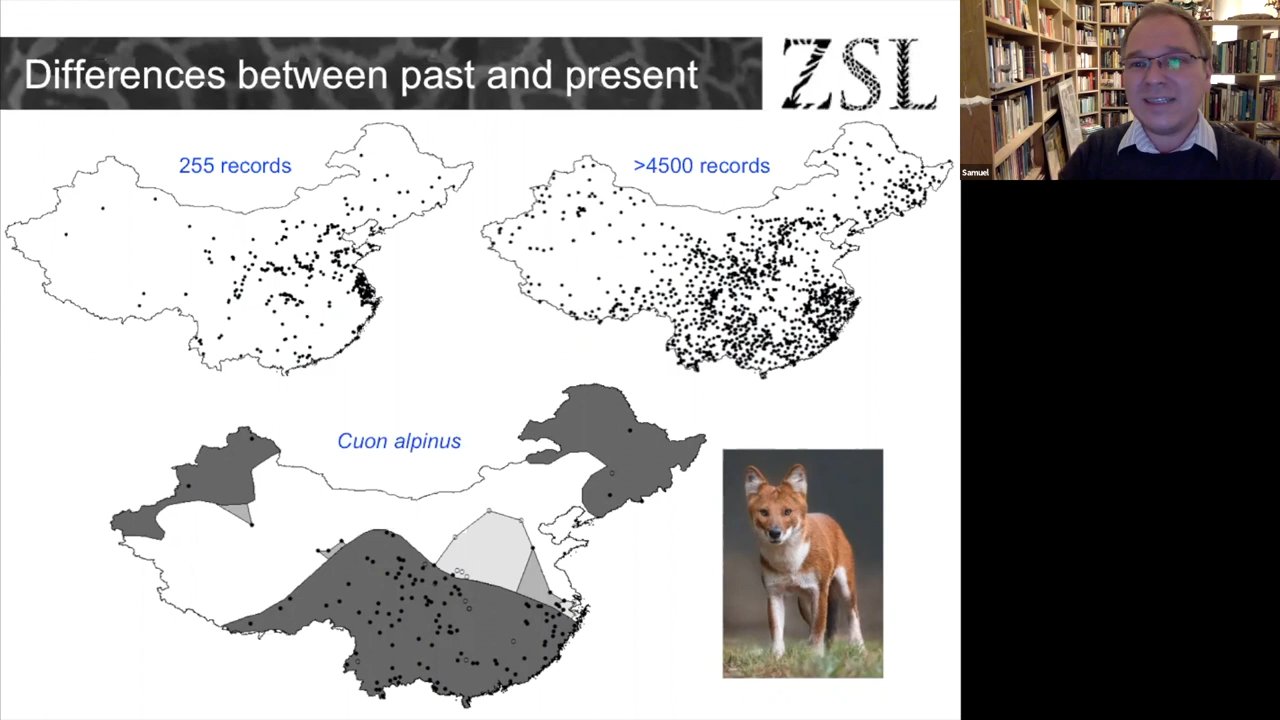 Differences between past and present
ZSL
255 records
>4500 records
Cuon alpinus
Samuel